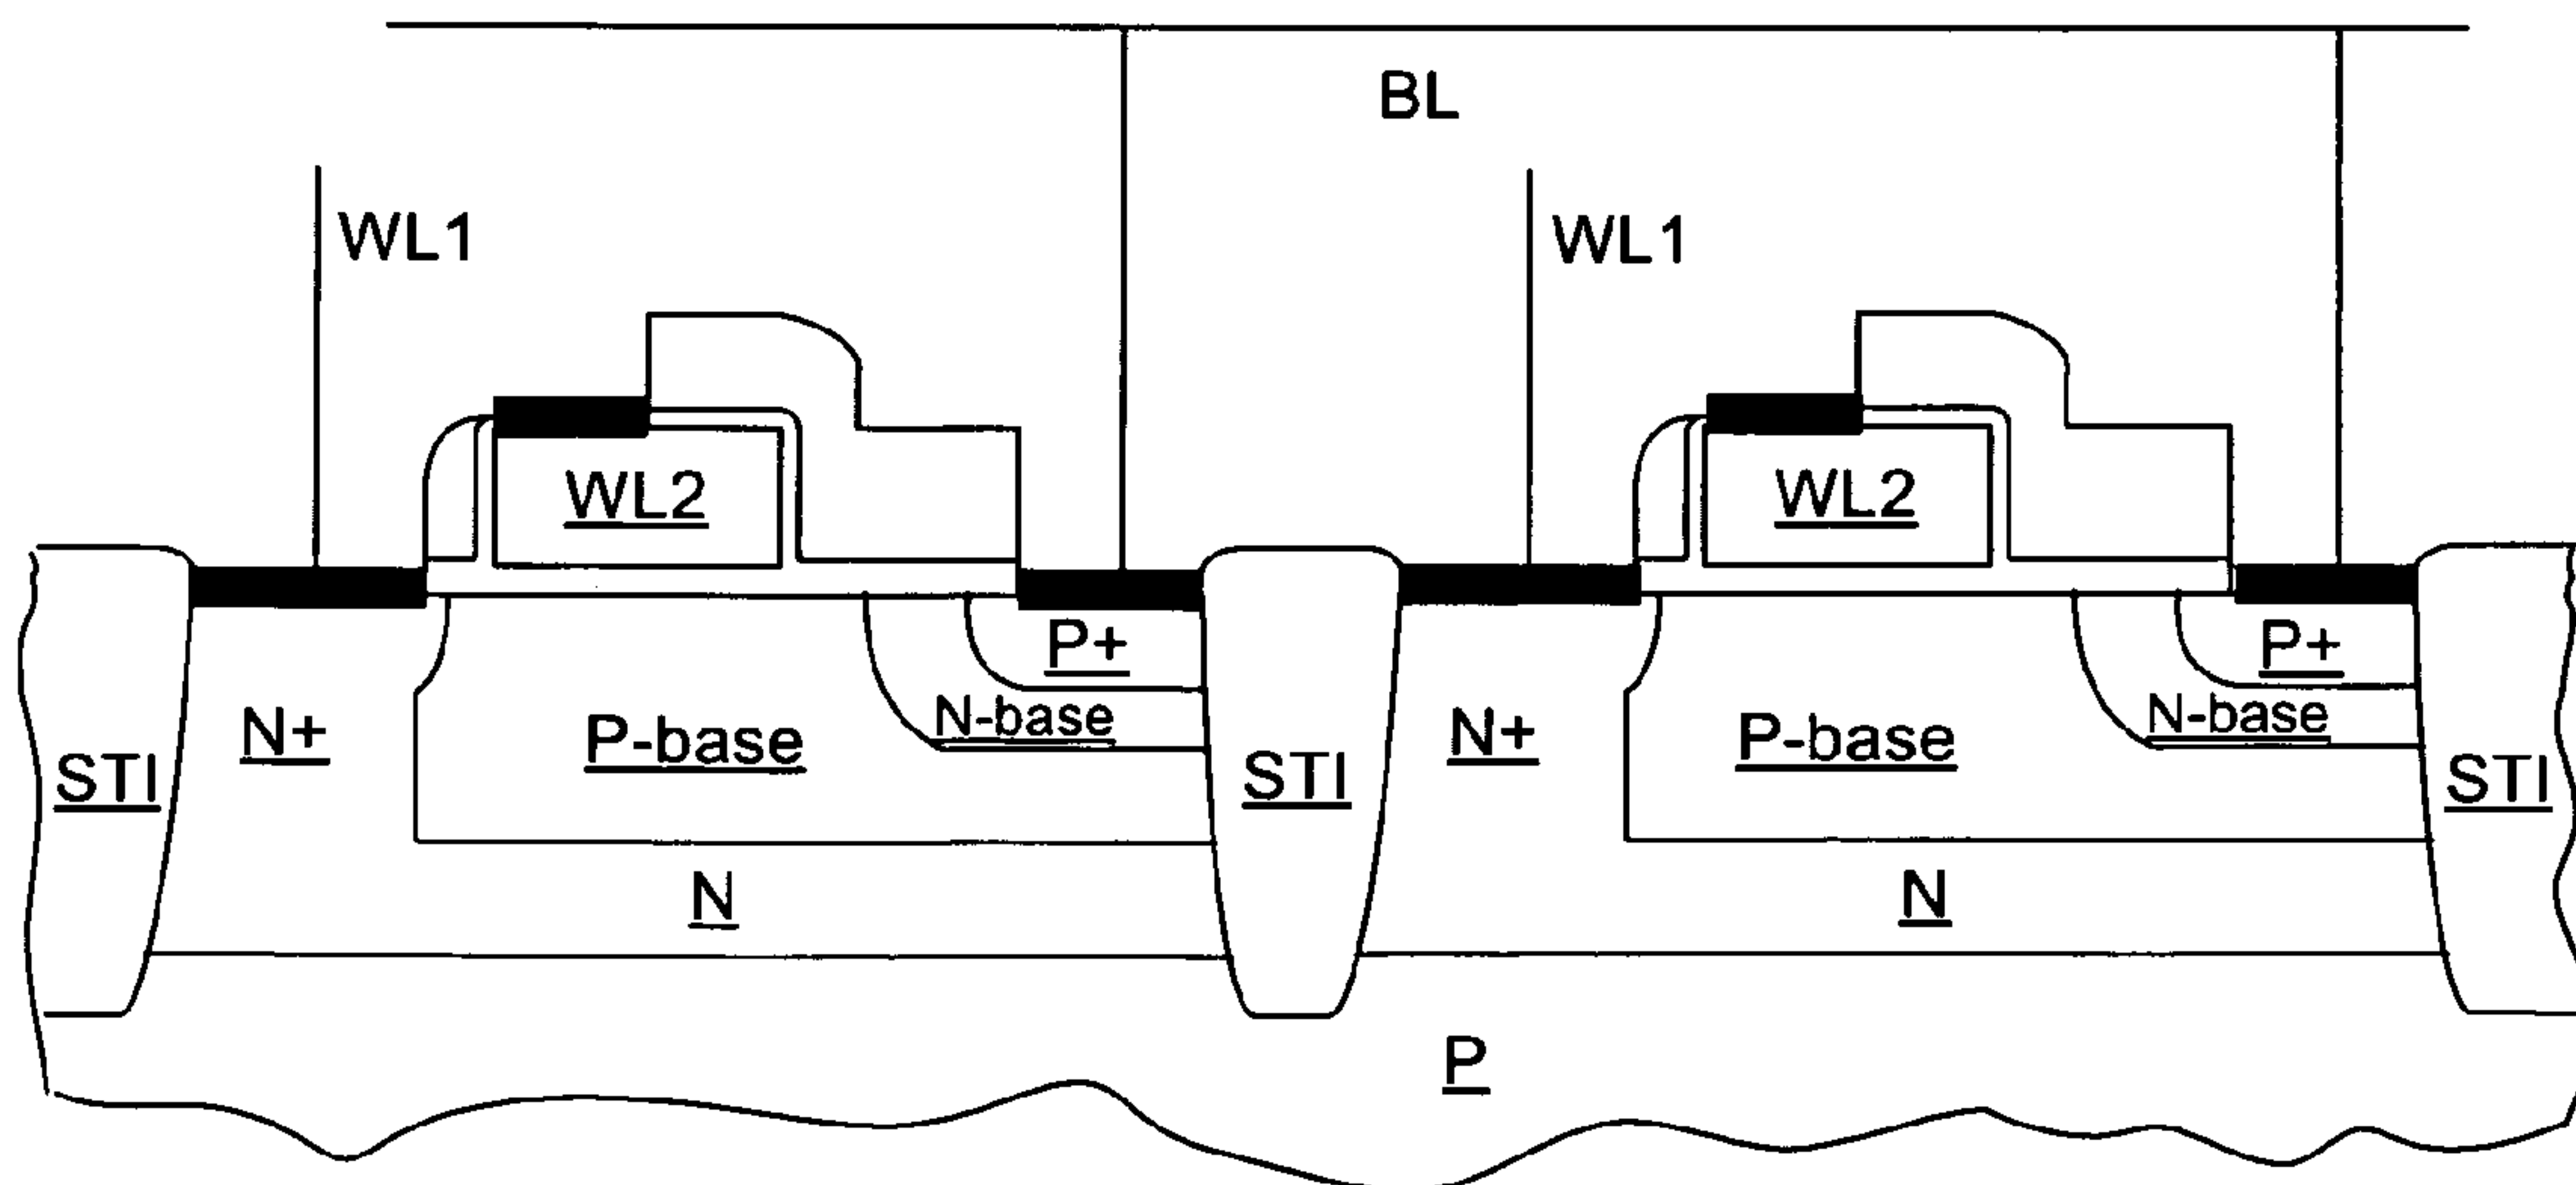 BL
WL1
WL1
WL2
WL2
P+
P+
N-base
N-base
N+
P-base
N+
P-base
STI
STI
STI
N
N
P